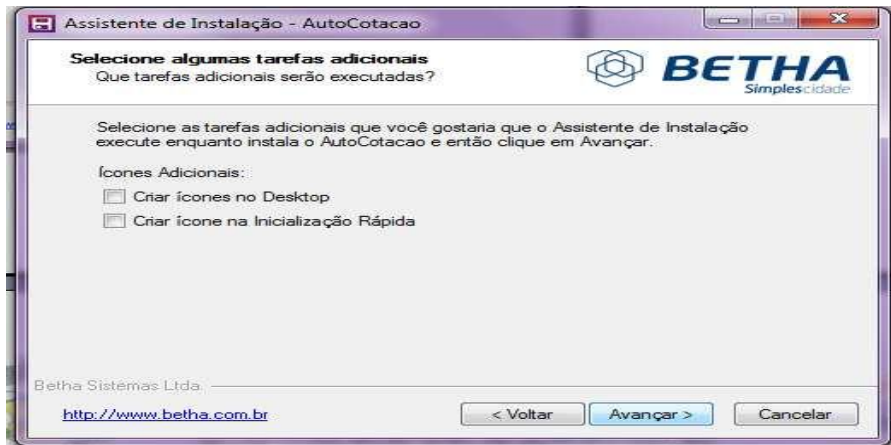 Assistente de Instalação - AutoCotacao
Selecione algumas tarefas adicionais
Que tarefas adicionais serão executadas?
BETHA
Simplescidade
Selecione as tarefas adicionais que você gostaria que o Assistente de Instalação
execute enquanto instala o AutoCotacao e então clique em Avançar.
Ícones Adicionais:
Criar ícones no Desktop
Criar ícone na Inicialização Rápida
Betha Sistemas Ltda.
http://www.betha.com.br
< Voltar
Avançar >
Cancelar